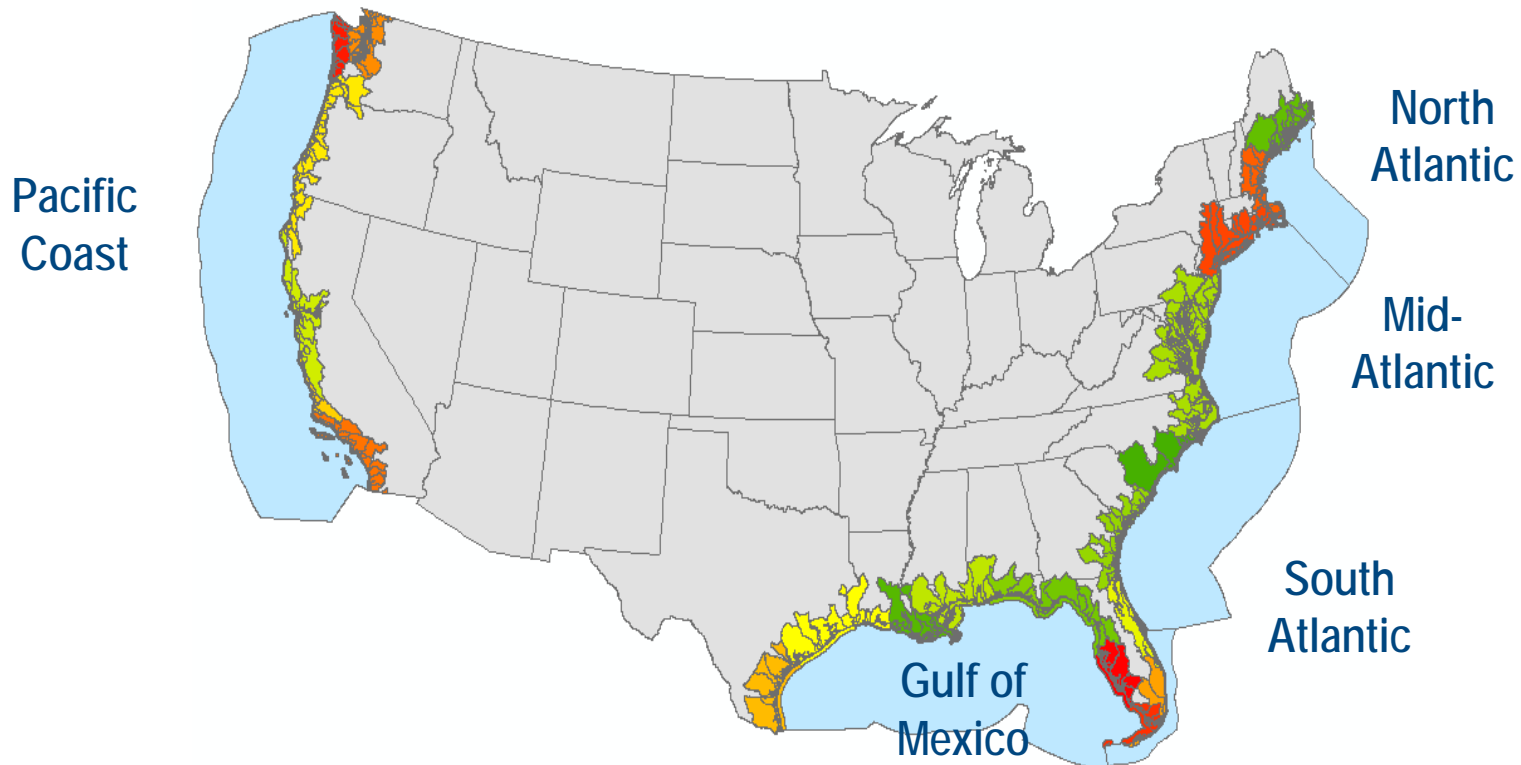 Pacific
Coast
North
Atlantic
Mid-
Atlantic
South
Atlantic
Gulf of
Mexico